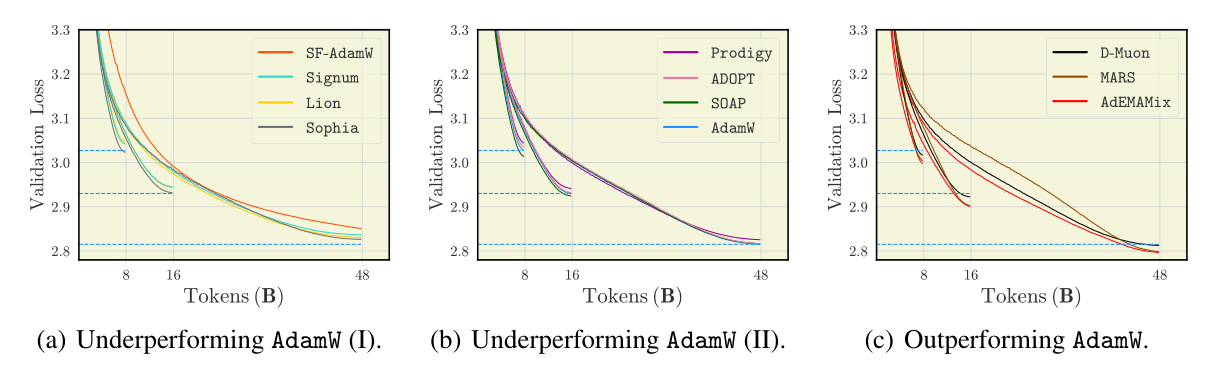 Validation Loss
3.3
3.2
3.1
3.0
2.9
2.8
8
16
48
Tokens (B)
SF-AdamW
Signum
Lion
Sophia
(a) Underperforming AdamW (I).
Validation Loss
3.3
3.2
3.1
3.0
2.9
2.8
8
16
48
Tokens (B)
Prodigy
ADOPT
SOAP
AdamW
(b) Underperforming AdamW (II).
Validation Loss
3.3
3.2
3.1
3.0
2.9
2.8
8
16
48
Tokens (B)
D-Muon
MARS
AdEMAMix
(c) Outperforming AdamW.